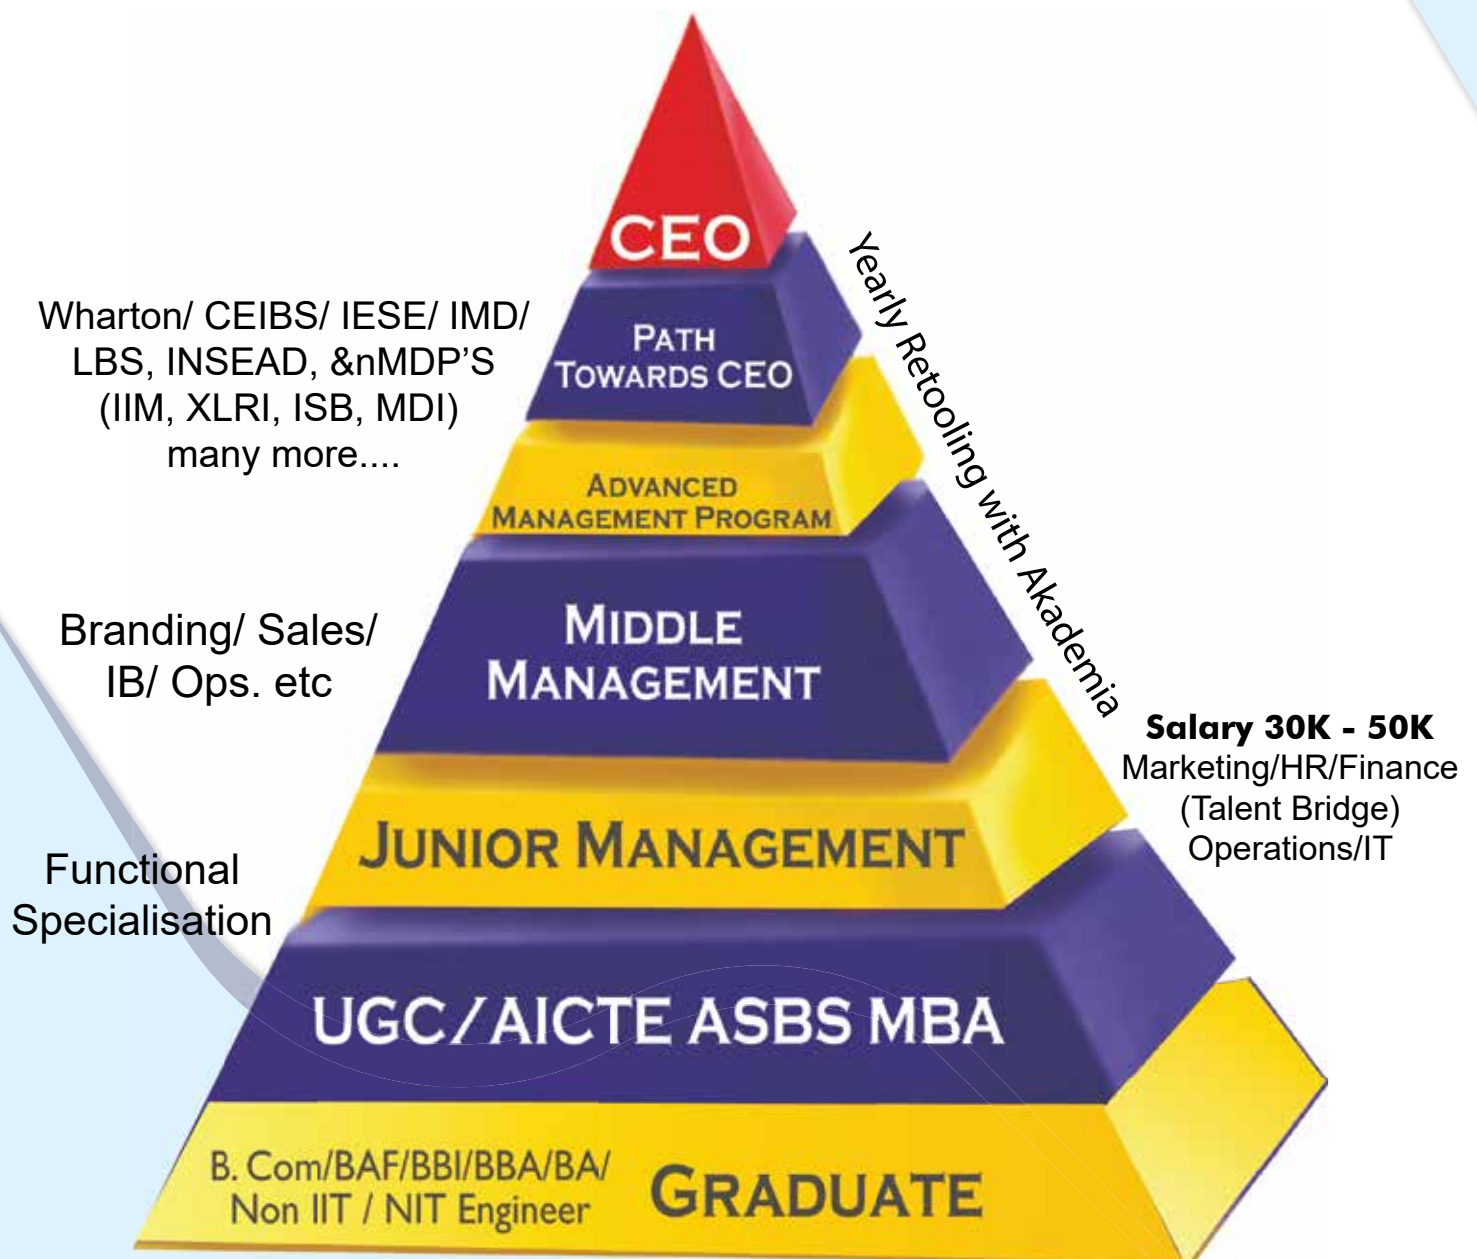 CEO
Wharton/ CEIBS/ IESE/ IMD/
LBS, INSEAD, &nMDP'S
(IIM, XLRI, ISB, MDI)
many more....
PATH
TOWARDS CEO
Yearly Retooling with Akademia
ADVANCED
MANAGEMENT PROGRAM
Branding/ Sales/
IB/ Ops. etc
MIDDLE
MANAGEMENT
Salary 30K - 50K
Marketing/HR/Finance
(Talent Bridge)
Operations/IT
JUNIOR MANAGEMENT
Functional
Specialisation
UGC/AICTE ASBS MBA
B. Com/BAF/BBI/BBA/BA/
Non IIT / NIT Engineer
GRADUATE